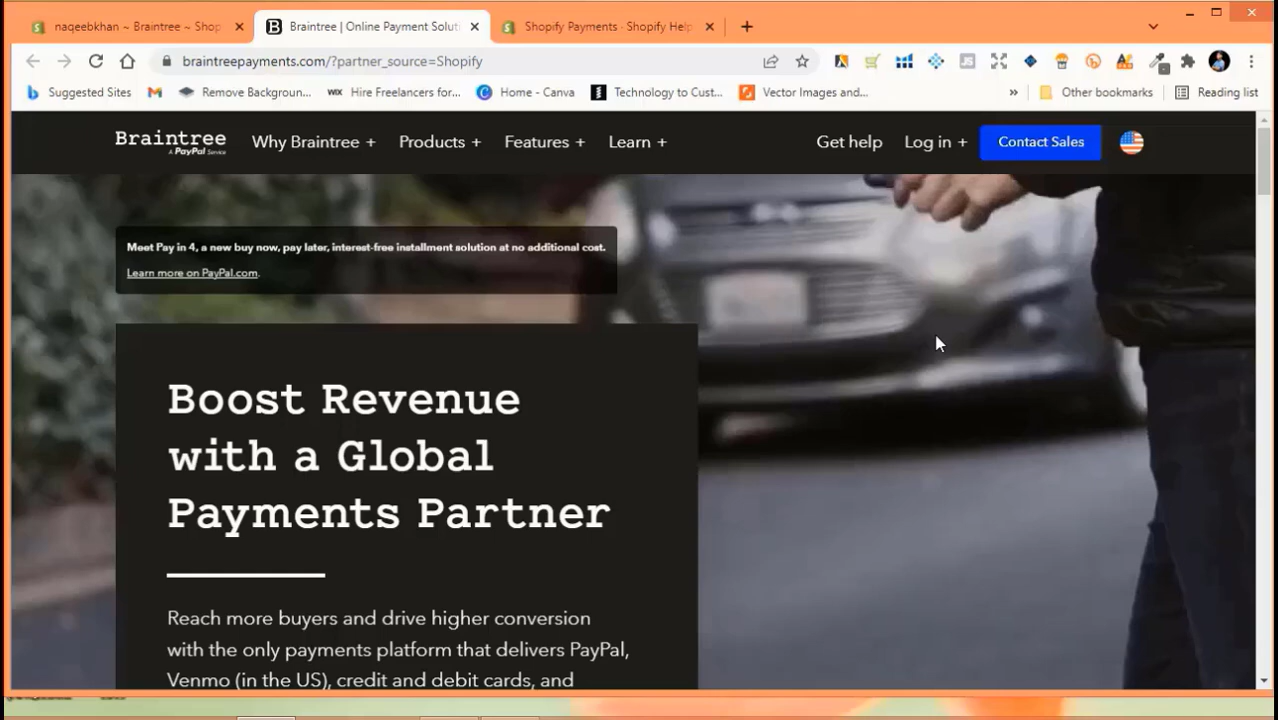 naqeebkhan ~ Braintree ~ Shop
Braintree | Online Payment Soluti
Shopify Payments · Shopify Help
braintreepayments.com/?partner_source=Shopify
Suggested Sites
Remove Backgroun...
WiX Hire Freelancers for...
Home - Canva
Technology to Cust...
Vector Images and...
»
Other bookmarks
Reading list
Braintree
A PayPal Service
Why Braintree +
Products +
Features +
Learn +
Get help
Log in +
Contact Sales
Meet Pay in 4, a new buy now, pay later, interest-free installment solution at no additional cost.
Learn more on PayPal.com.
Boost Revenue
with a Global
Payments Partner
Reach more buyers and drive higher conversion
with the only payments platform that delivers PayPal,
Venmo (in the US), credit and debit cards, and